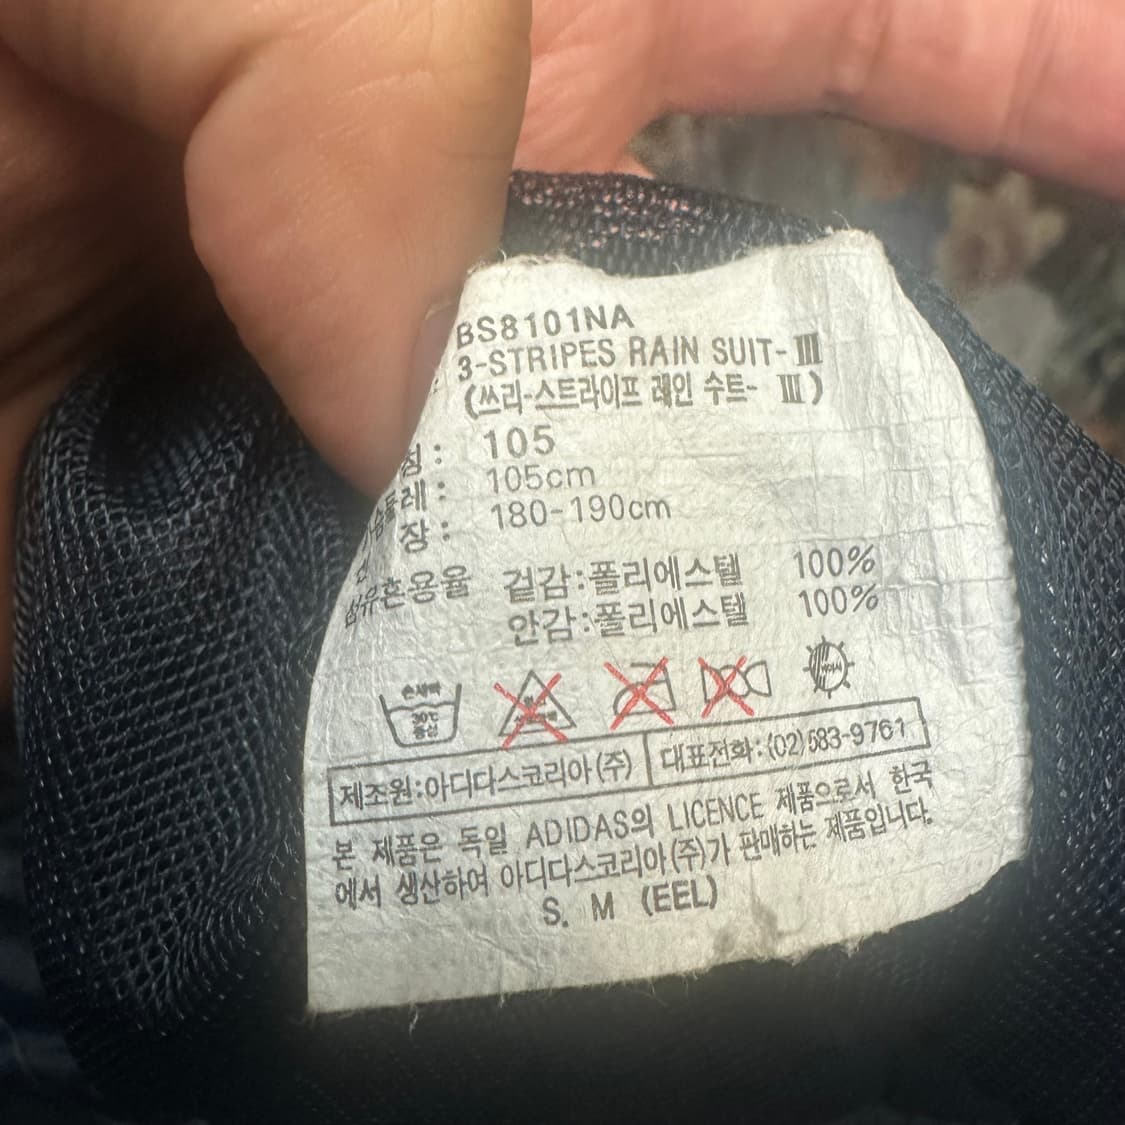 BS8101NA
3-STRIPES RAIN SUIT-Ⅲ
(쓰리-스트라이프 레인 수트- Ⅲ)
칭: 105
레: 105cm
장: 180-190cm
섬유혼용율 겉감:폴리에스텔 100%
안감:폴리에스텔 100%
손세탁
30℃
중성
제조원:아디다스코리아(주) 대표전화:(02)583-9761
본 제품은 독일 ADIDAS의 LICENCE 제품으로서 한국
에서 생산하여 아디다스코리아(주)가 판매하는 제품입니다.
S. M (EEL)